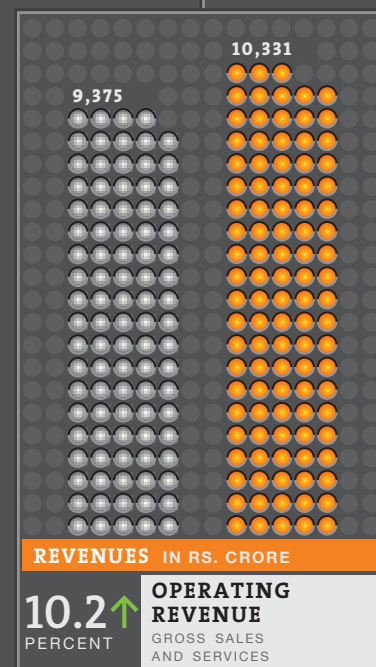 10,331
9,375
REVENUES IN RS. CRORE
10.2↑
PERCENT
OPERATING
REVENUE
GROSS SALES
AND SERVICES